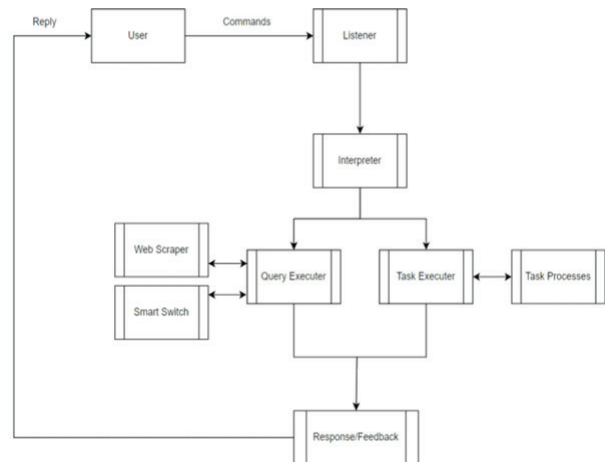 Reply
User
Commands
Listener
Interpreter
Web Scraper
Query Executer
Task Executer
Task Processes
Smart Switch
Response/Feedback